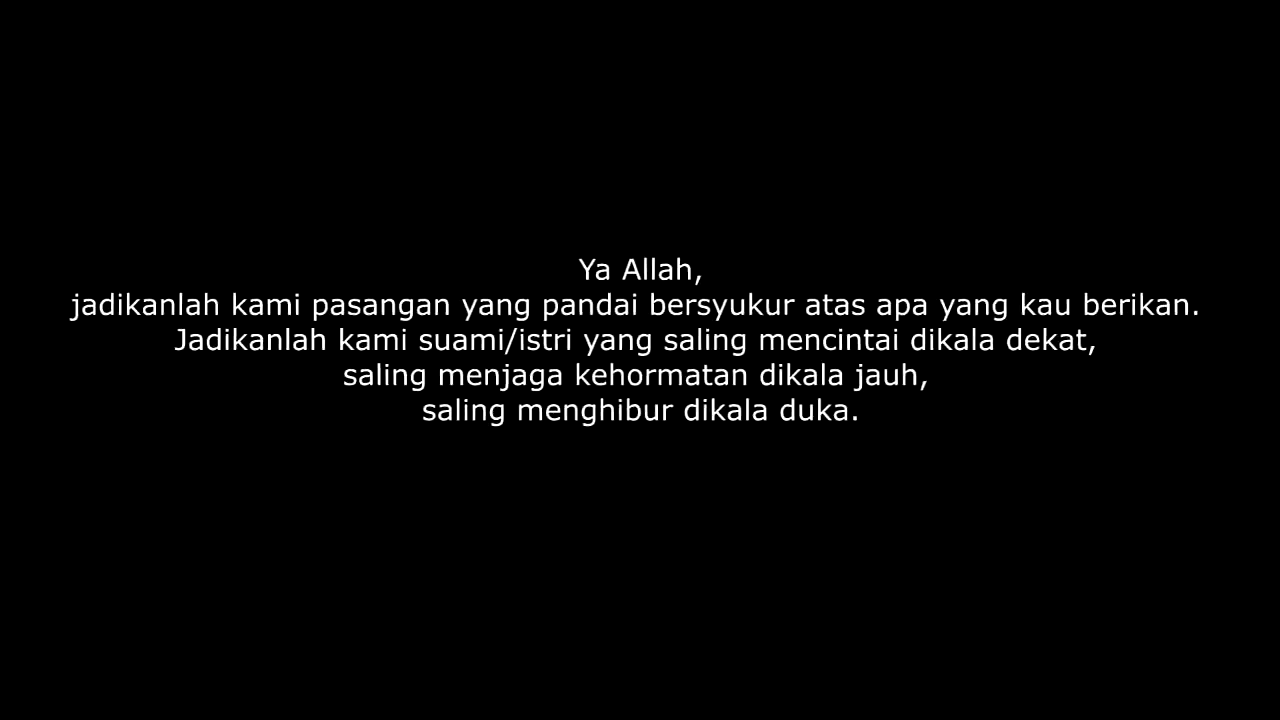 Ya Allah,
jadikanlah kami pasangan yang pandai bersyukur atas apa yang kau berikan.
Jadikanlah kami suami/istri yang saling mencintai dikala dekat,
saling menjaga kehormatan dikala jauh,
saling menghibur dikala duka.